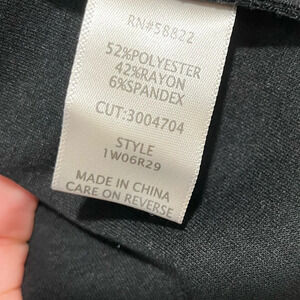 RN#58822
52%POLYESTER
42%RAYON
6%SPANDEX
CUT:3004704
STYLE
1W06R29
MADE IN CHINA
CARE ON REVERSE